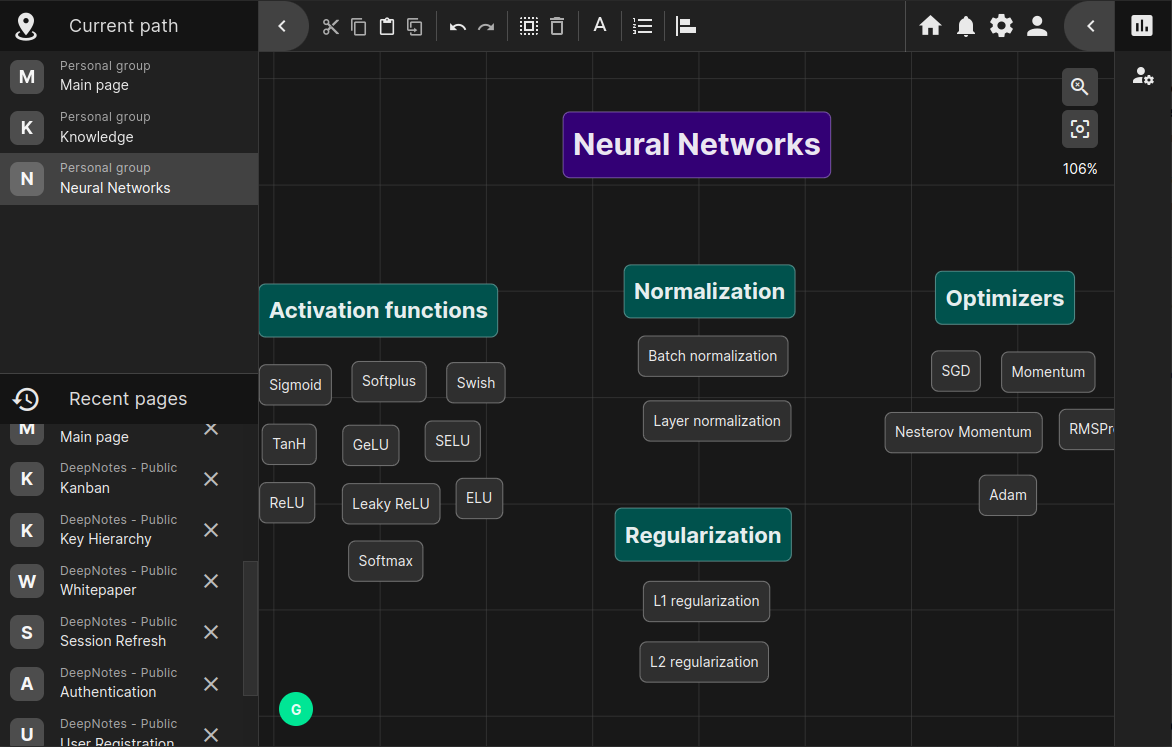 Current path
M
Personal group
Main page
K
Personal group
Knowledge
N
Personal group
Neural Networks
Recent pages
M
Main page
K
DeepNotes - Public
Kanban
K
DeepNotes - Public
Key Hierarchy
W
DeepNotes - Public
Whitepaper
S
DeepNotes - Public
Session Refresh
A
DeepNotes - Public
Authentication
U
DeepNotes - Public
User Registration
A
106%
Neural Networks
Activation functions
Sigmoid
Softplus
Swish
TanH
GeLU
SELU
ReLU
Leaky ReLU
ELU
Softmax
Normalization
Batch normalization
Layer normalization
Regularization
L1 regularization
L2 regularization
Optimizers
SGD
Momentum
Nesterov Momentum
RMSPr
Adam
G